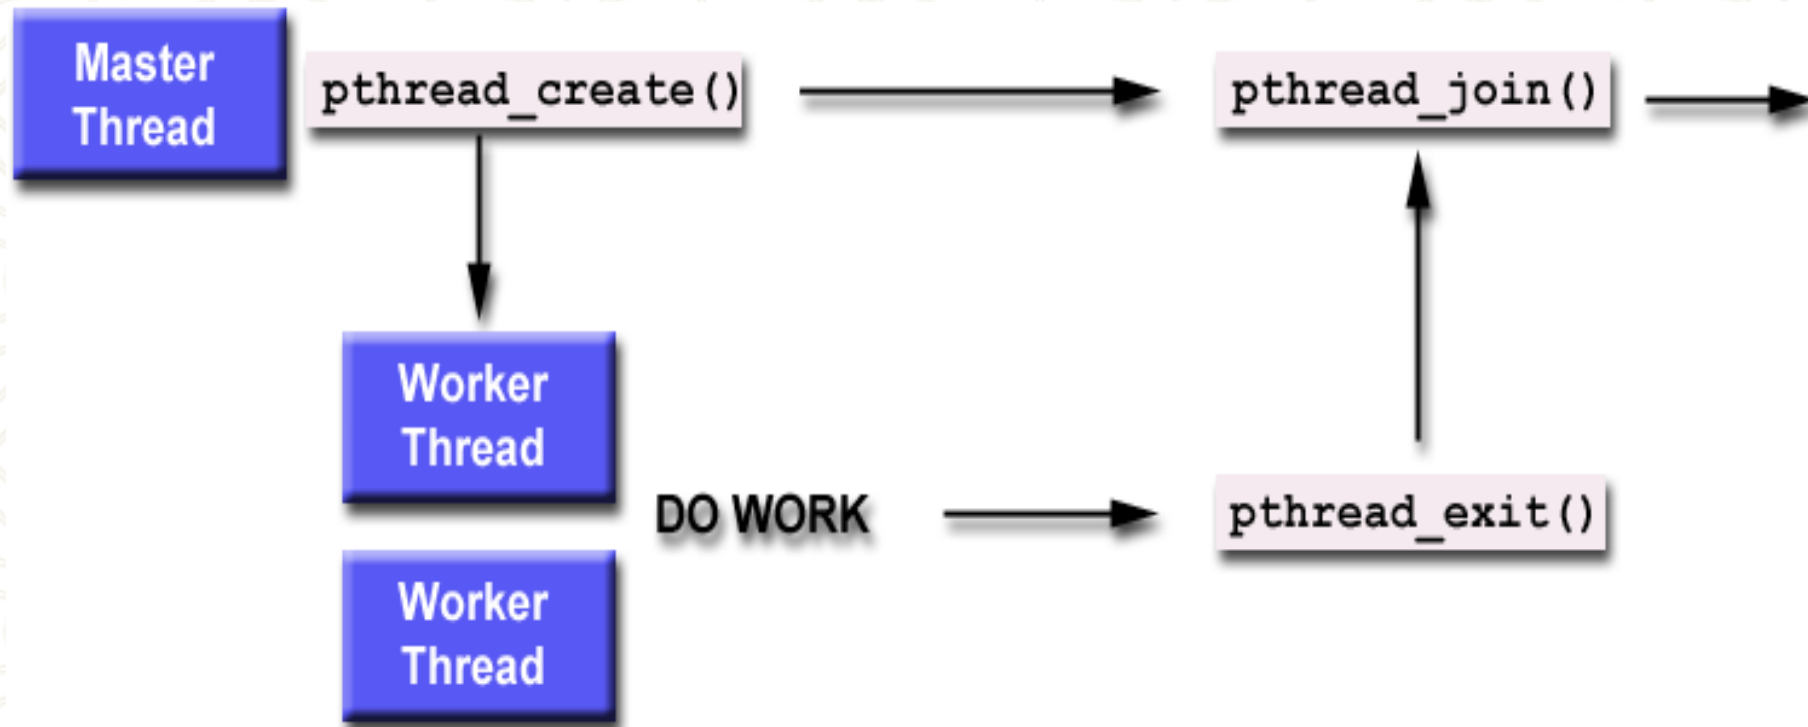 Master
Thread
pthread_create()
pthread_join()
Worker
Thread
DO WORK
pthread_exit()
Worker
Thread